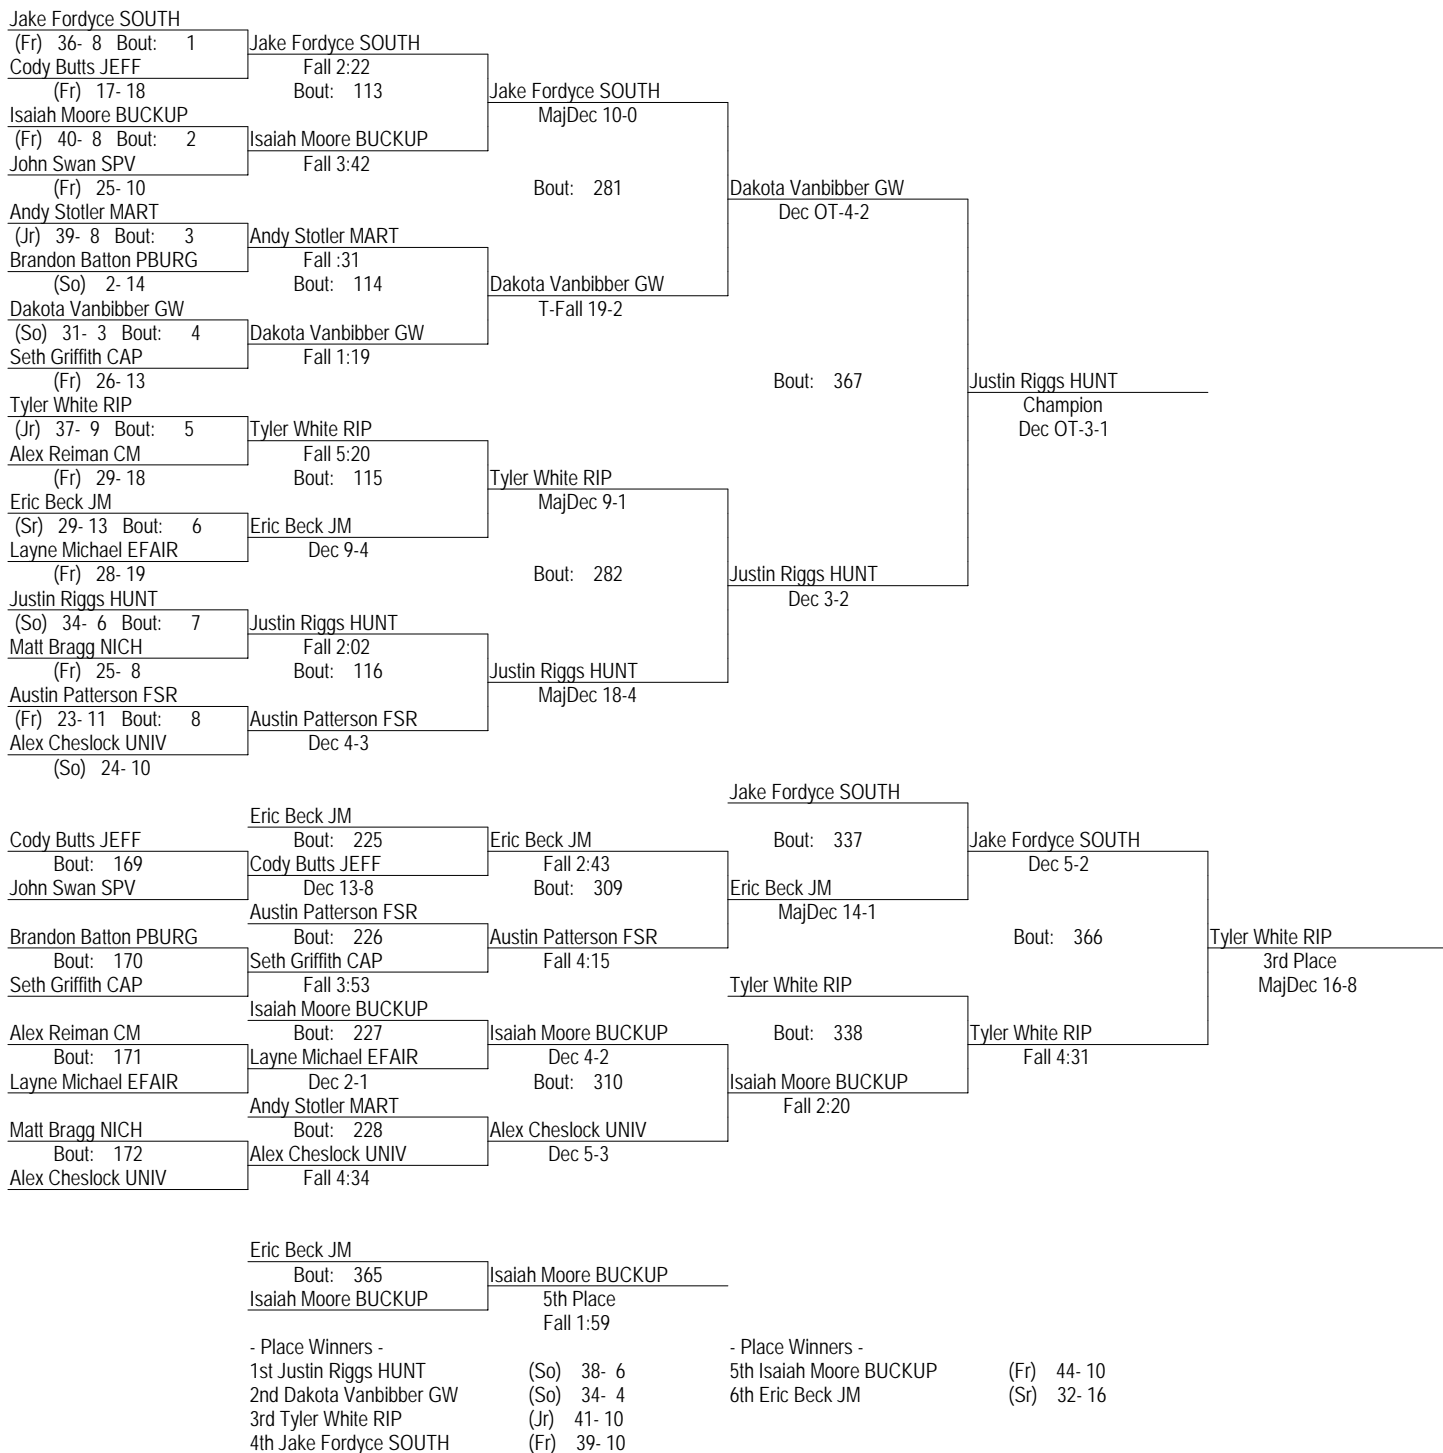 Jake Fordyce SOUTH
(Fr) 36- 8 Bout: 1
Jake Fordyce SOUTH
Cody Butts JEFF
Fall 2:22
(Fr) 17- 18
Bout: 113
Jake Fordyce SOUTH
Isaiah Moore BUCKUP
MajDec 10-0
(Fr) 40- 8 Bout: 2
Isaiah Moore BUCKUP
John Swan SPV
Fall 3:42
(Fr) 25- 10
Bout: 281
Dakota Vanbibber GW
Andy Stotler MART
Dec OT-4-2
(Jr) 39- 8 Bout: 3
Andy Stotler MART
Brandon Batton PBURG
Fall :31
(So) 2- 14
Bout: 114
Dakota Vanbibber GW
Dakota Vanbibber GW
T-Fall 19-2
(So) 31- 3 Bout: 4
Dakota Vanbibber GW
Seth Griffith CAP
Fall 1:19
(Fr) 26- 13
Bout: 367
Justin Riggs HUNT
Tyler White RIP
Champion
(Jr) 37- 9 Bout: 5
Tyler White RIP
Dec OT-3-1
Alex Reiman CM
Fall 5:20
(Fr) 29- 18
Bout: 115
Tyler White RIP
Eric Beck JM
MajDec 9-1
(Sr) 29- 13 Bout: 6
Eric Beck JM
Layne Michael EFAIR
Dec 9-4
(Fr) 28- 19
Bout: 282
Justin Riggs HUNT
Justin Riggs HUNT
Dec 3-2
(So) 34- 6 Bout: 7
Justin Riggs HUNT
Matt Bragg NICH
Fall 2:02
(Fr) 25- 8
Bout: 116
Justin Riggs HUNT
Austin Patterson FSR
MajDec 18-4
(Fr) 23- 11 Bout: 8
Austin Patterson FSR
Alex Cheslock UNIV
Dec 4-3
(So) 24- 10
Jake Fordyce SOUTH
Eric Beck JM
Cody Butts JEFF
Bout: 225
Eric Beck JM
Bout: 337
Jake Fordyce SOUTH
Bout: 169
Cody Butts JEFF
Fall 2:43
Dec 5-2
John Swan SPV
Dec 13-8
Bout: 309
Eric Beck JM
Austin Patterson FSR
MajDec 14-1
Brandon Batton PBURG
Bout: 226
Austin Patterson FSR
Bout: 366
Tyler White RIP
Bout: 170
Seth Griffith CAP
Fall 4:15
3rd Place
Seth Griffith CAP
Fall 3:53
Tyler White RIP
MajDec 16-8
Isaiah Moore BUCKUP
Alex Reiman CM
Bout: 227
Isaiah Moore BUCKUP
Bout: 338
Tyler White RIP
Bout: 171
Layne Michael EFAIR
Dec 4-2
Fall 4:31
Layne Michael EFAIR
Dec 2-1
Bout: 310
Isaiah Moore BUCKUP
Andy Stotler MART
Fall 2:20
Matt Bragg NICH
Bout: 228
Alex Cheslock UNIV
Bout: 172
Alex Cheslock UNIV
Dec 5-3
Alex Cheslock UNIV
Fall 4:34
Eric Beck JM
Bout: 365
Isaiah Moore BUCKUP
Isaiah Moore BUCKUP
5th Place
Fall 1:59
- Place Winners -
1st Justin Riggs HUNT (So) 38- 6
2nd Dakota Vanbibber GW (So) 34- 4
3rd Tyler White RIP (Jr) 41- 10
4th Jake Fordyce SOUTH (Fr) 39- 10
- Place Winners -
5th Isaiah Moore BUCKUP (Fr) 44- 10
6th Eric Beck JM (Sr) 32- 16